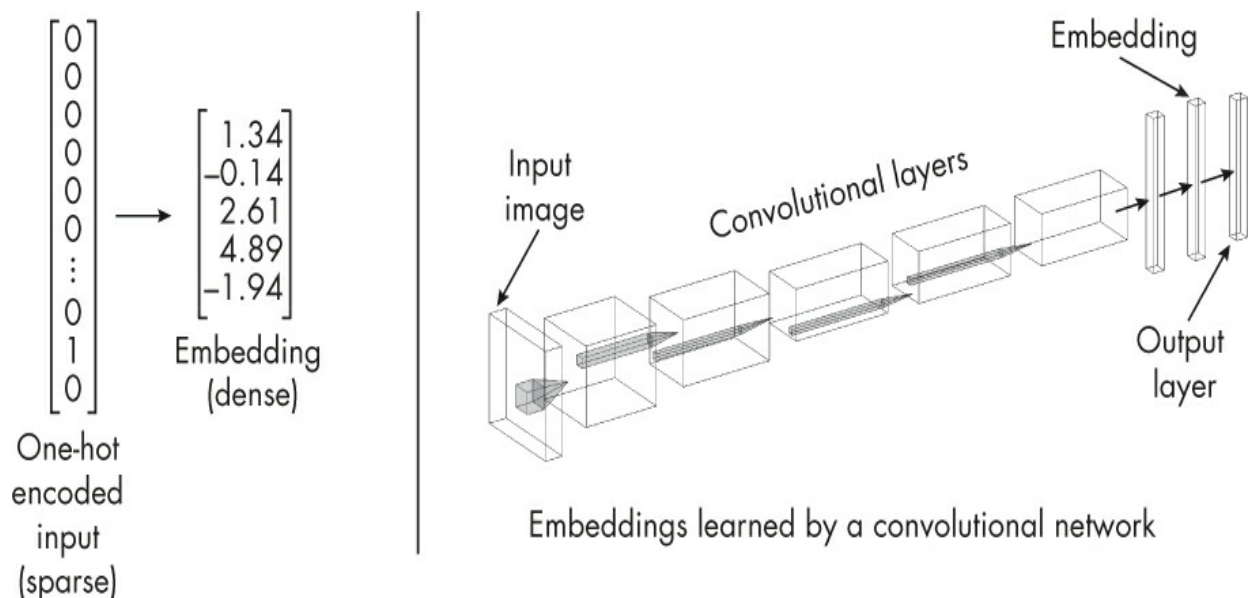 0
0
0
0
0
0
⋮
0
1
0
One-hot
encoded
input
(sparse)
1.34
–0.14
2.61
4.89
–1.94
Embedding
(dense)
Input
image
Convolutional layers
Embedding
Output
layer
Embeddings learned by a convolutional network